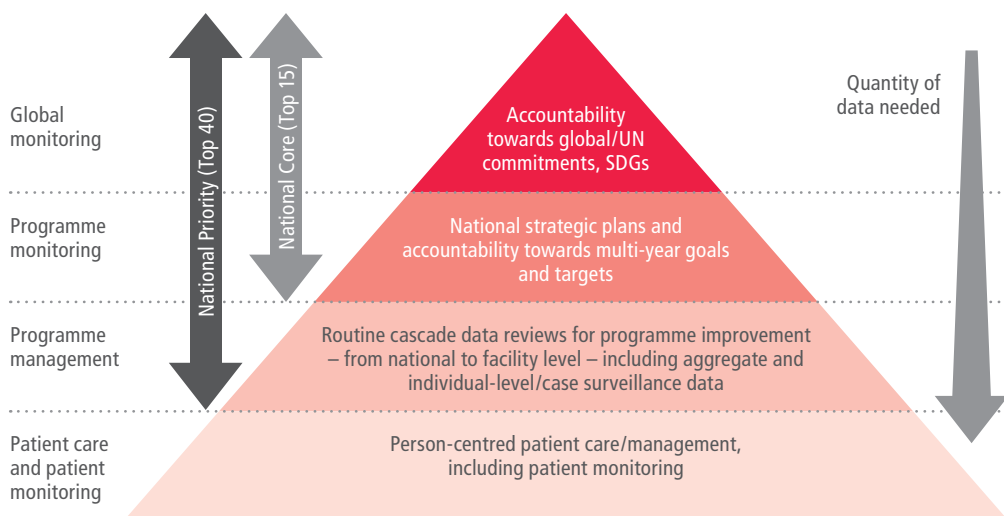 Global
monitoring
National Priority (Top 40)
National Core (Top 15)
Accountability
towards global/UN
commitments, SDGs
Quantity of
data needed
Programme
monitoring
National strategic plans and
accountability towards multi-year goals
and targets
Programme
management
Routine cascade data reviews for programme improvement
– from national to facility level – including aggregate and
individual-level/case surveillance data
Patient care
and patient
monitoring
Person-centred patient care/management,
including patient monitoring